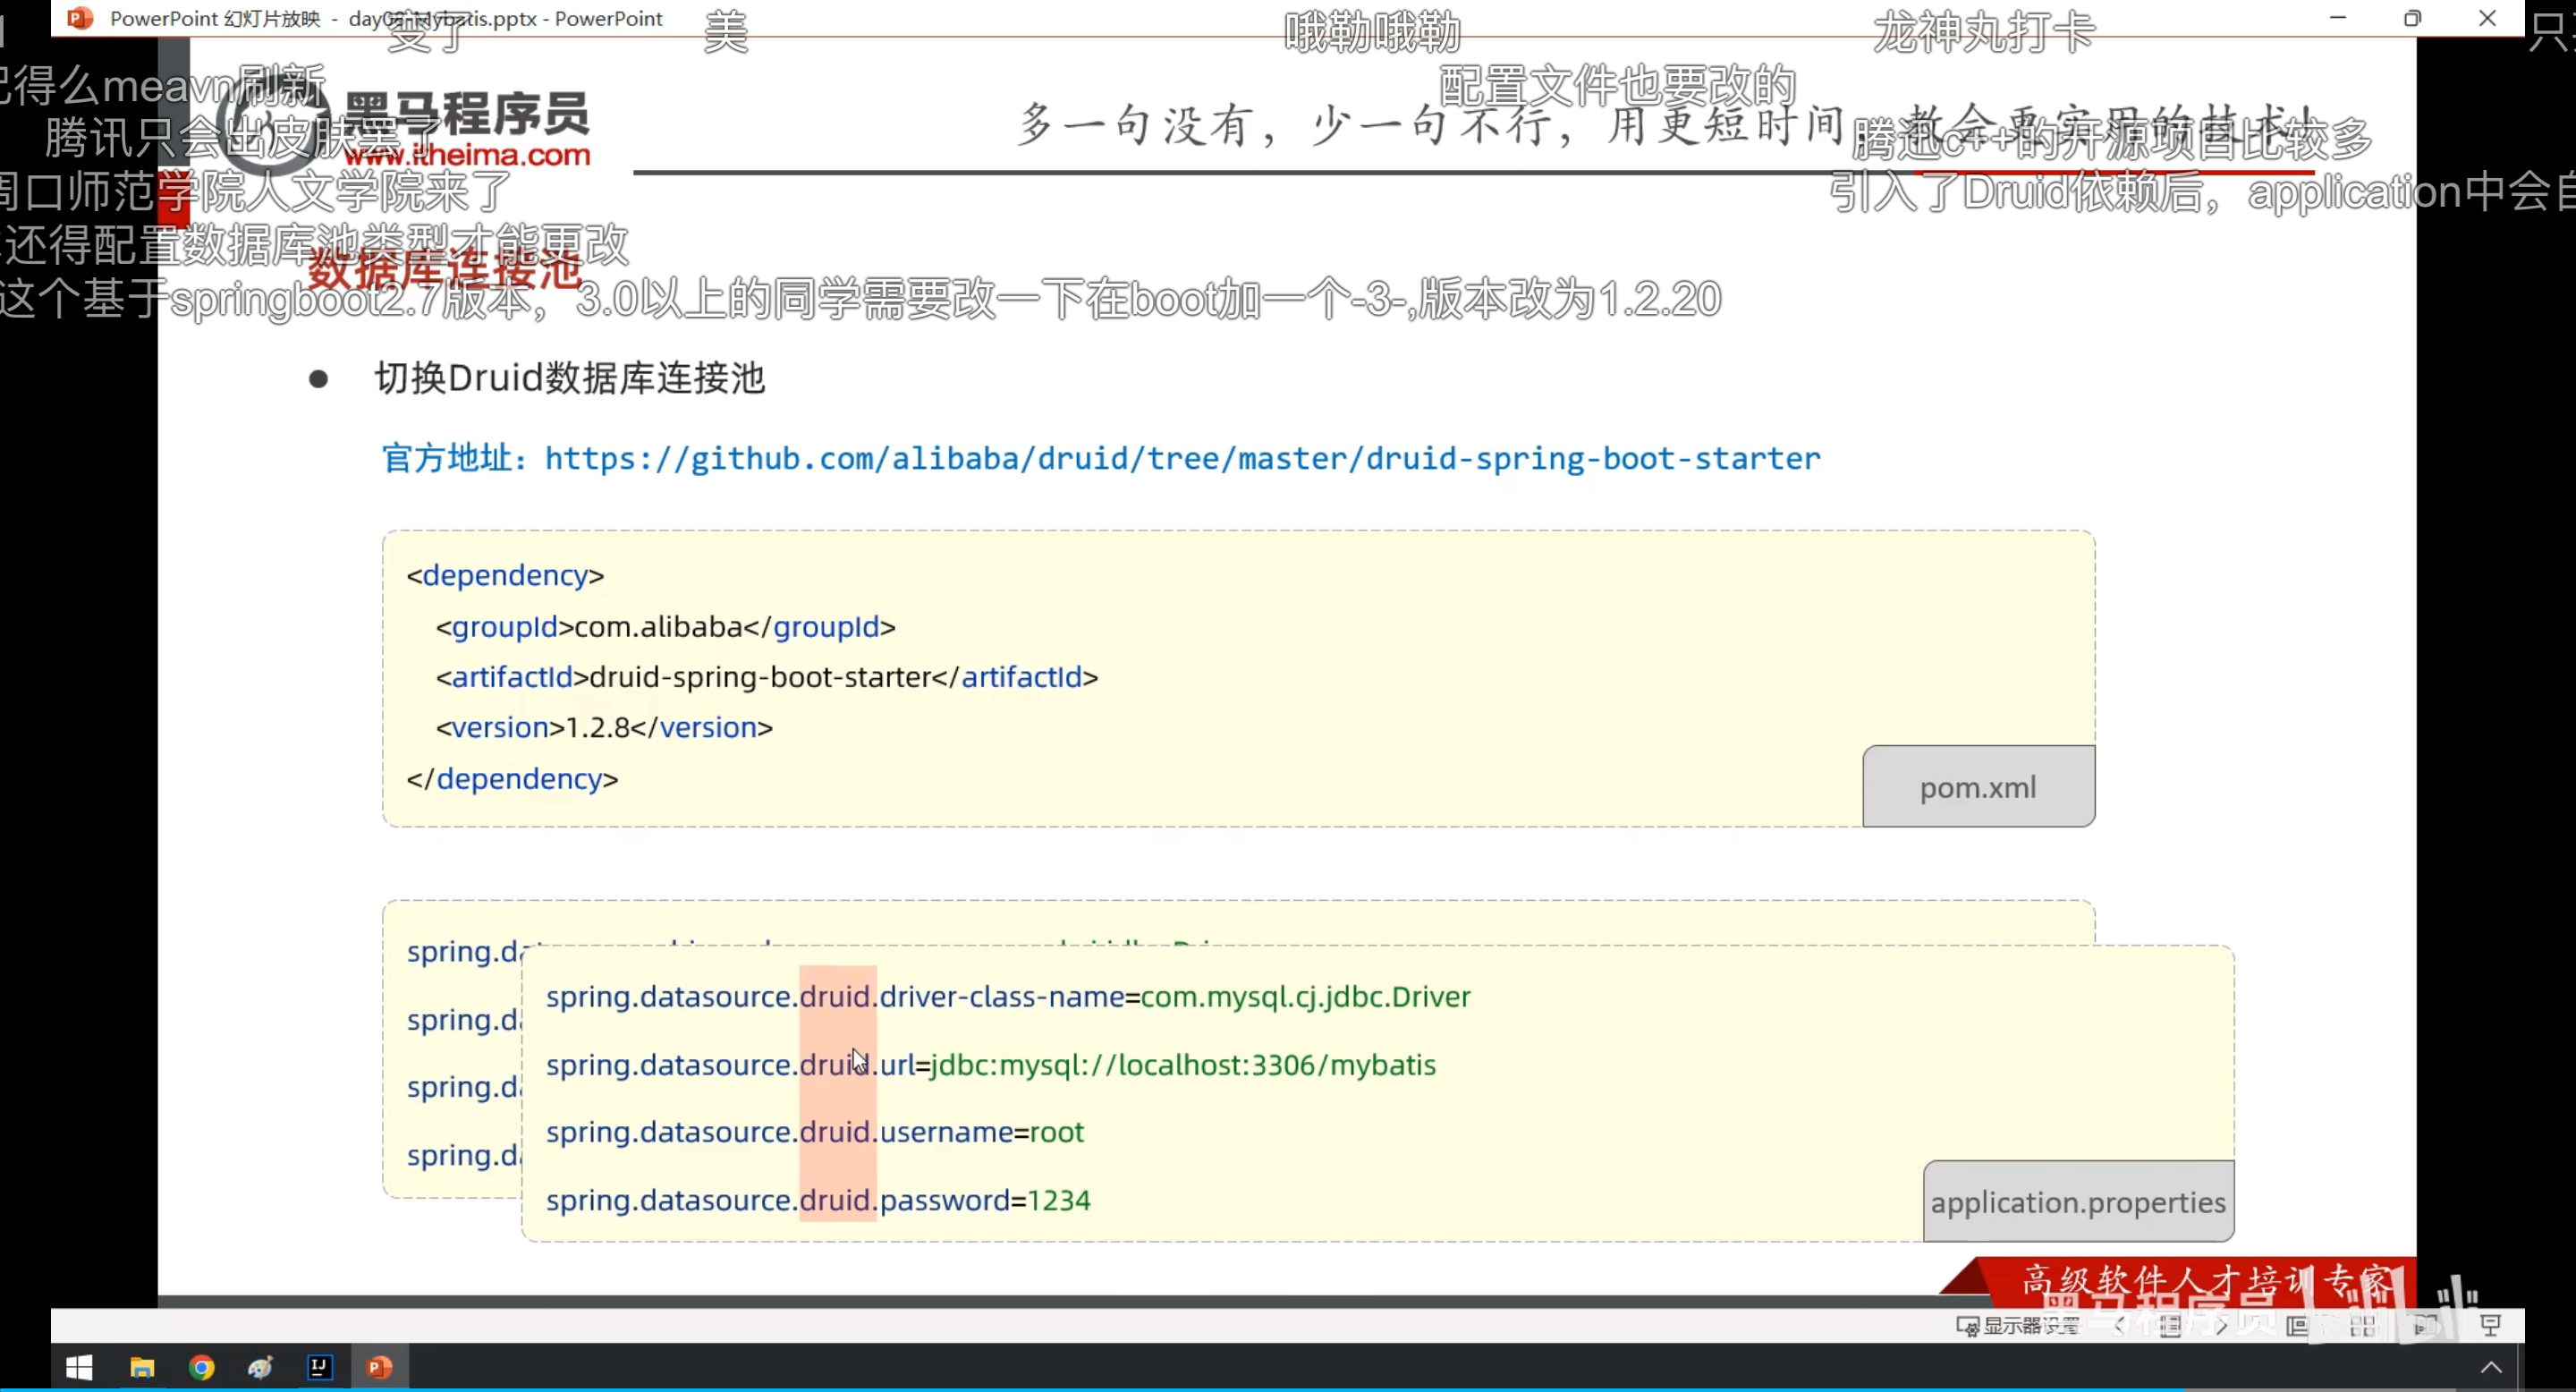 PowerPoint 幻灯片放映 - day08-Mybatis.pptx - PowerPoint
变了
美
哦勒哦勒
龙神丸打卡
记得么meavn刷新
配置文件也要改的
黑马程序员
www.itheima.com
多一句没有，少一句不行，用更短时间，教会更实用的技术！
腾讯只会出皮肤罢了
腾迅c++的开源项目比较多
周口师范学院人文学院来了
引入了Druid依赖后，application中会自
还得配置数据库池类型才能更改
数据库连接池
这个基于springboot2.7版本，3.0以上的同学需要改一下在boot加一个-3-,版本改为1.2.20
● 切换Druid数据库连接池
官方地址：https://github.com/alibaba/druid/tree/master/druid-spring-boot-starter
<dependency>
<groupId>com.alibaba</groupId>
<artifactId>druid-spring-boot-starter</artifactId>
<version>1.2.8</version>
</dependency>
pom.xml
spring.da
spring.d
spring.d
spring.d
spring.datasource.druid.driver-class-name=com.mysql.cj.jdbc.Driver
spring.datasource.druid.url=jdbc:mysql://localhost:3306/mybatis
spring.datasource.druid.username=root
spring.datasource.druid.password=1234
application.properties
高级软件人才培训专家
黑马程序员
显示器设置